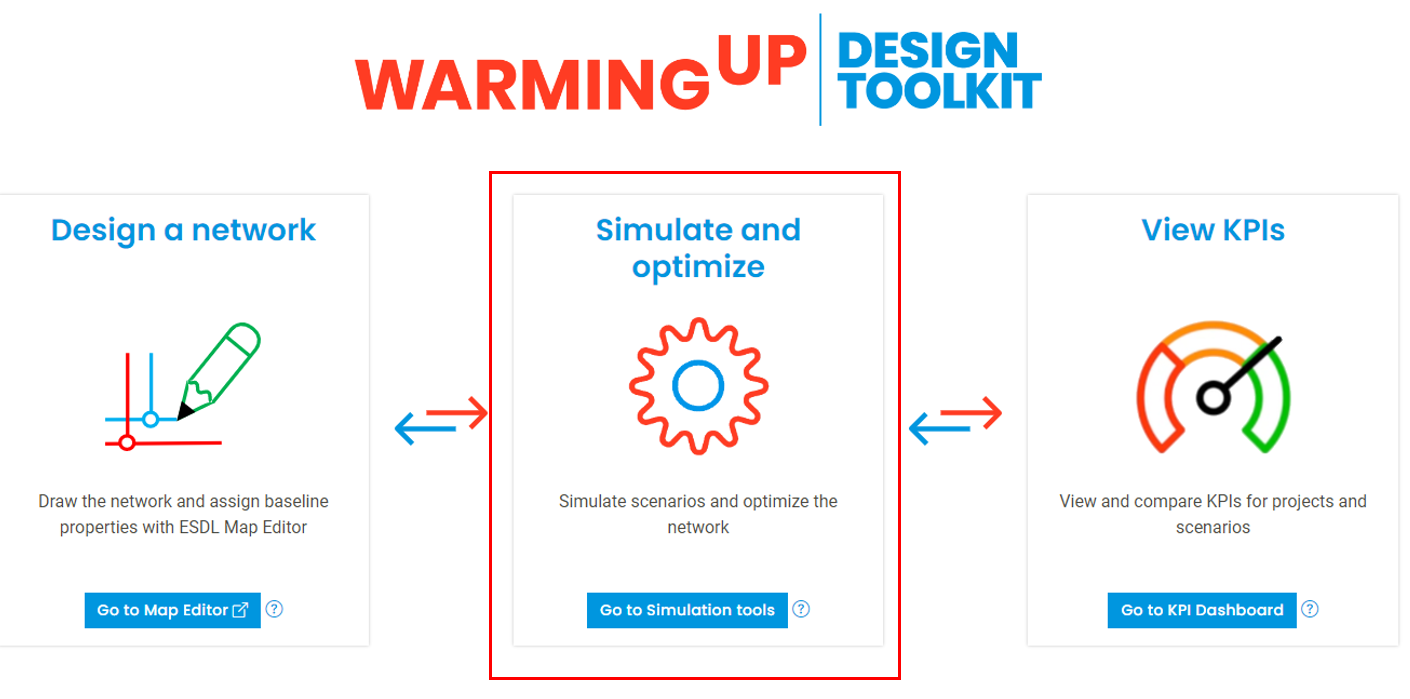 WARMINGUP
DESIGN
TOOLKIT
Design a network
Draw the network and assign baseline
properties with ESDL Map Editor
Go to Map Editor
?
Simulate and
optimize
Simulate scenarios and optimize the
network
Go to Simulation tools
?
View KPIs
View and compare KPIs for projects and
scenarios
Go to KPI Dashboard
?